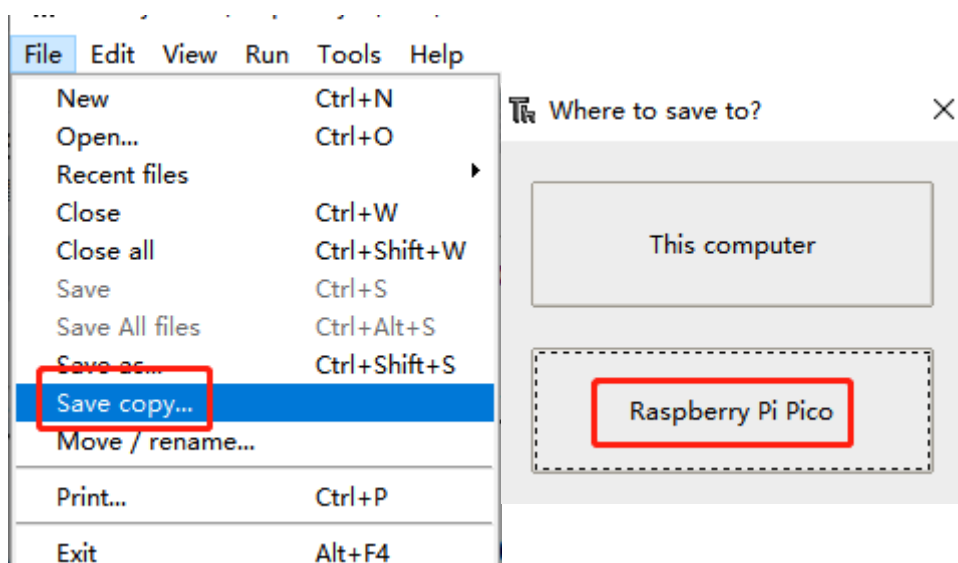 File Edit View Run Tools Help
New Ctrl+N
Open... Ctrl+O
Recent files
Close Ctrl+W
Close all Ctrl+Shift+W
Save Ctrl+S
Save All files Ctrl+Alt+S
Save as... Ctrl+Shift+S
Save copy...
Move / rename...
Print... Ctrl+P
Exit Alt+F4
Where to save to?
This computer
Raspberry Pi Pico